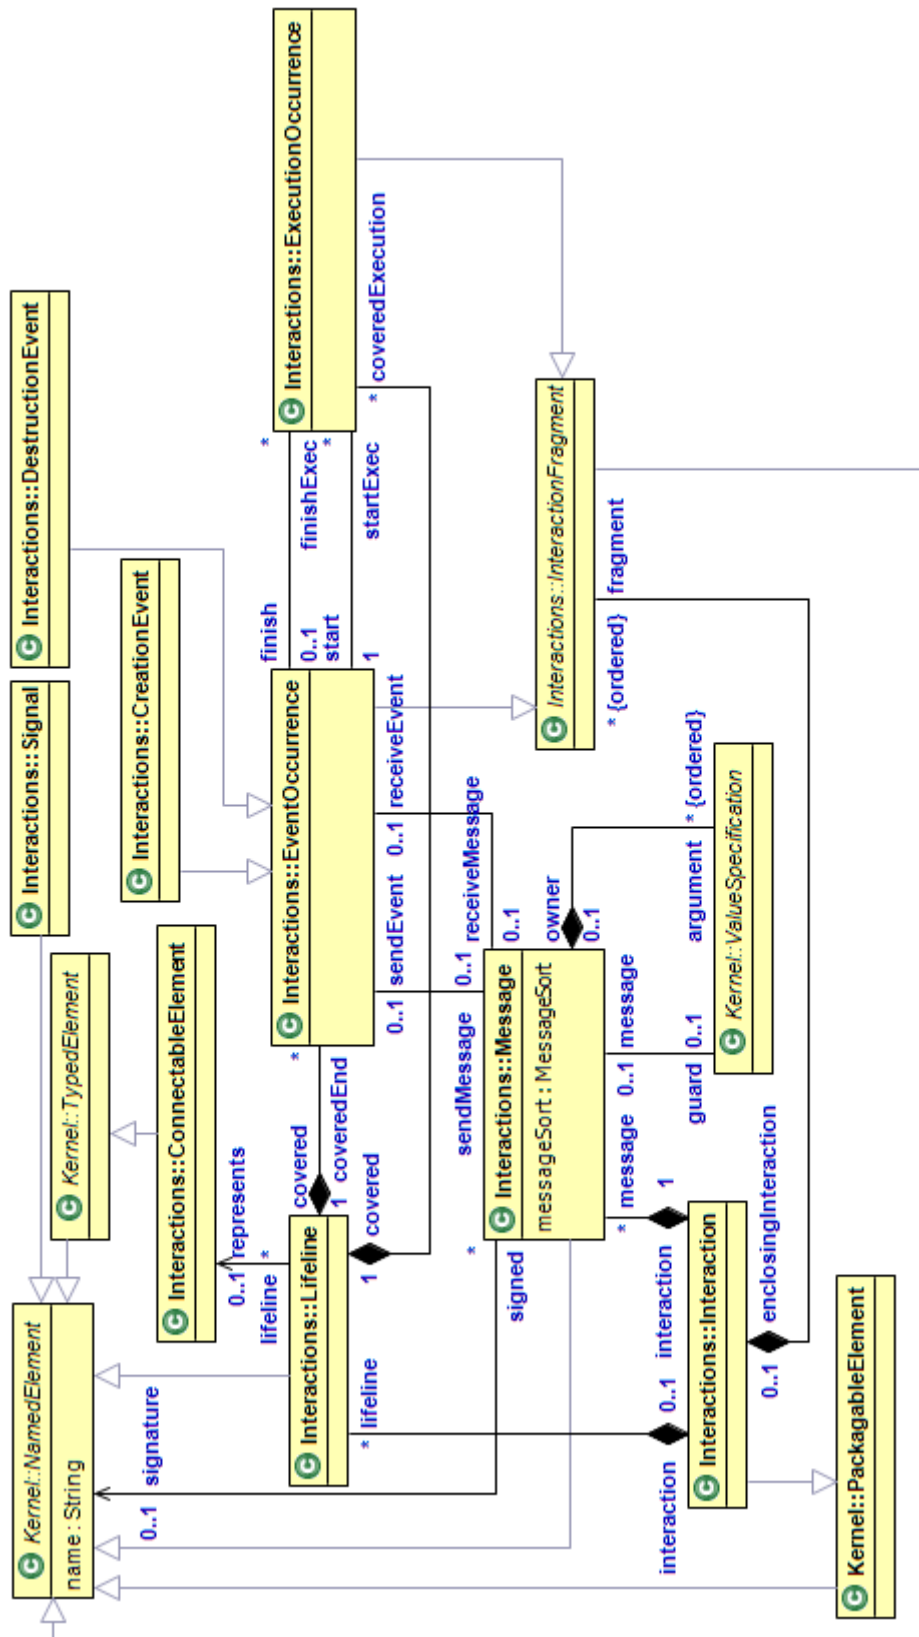 Kernel::NamedElement
name : String
Kernel::TypedElement
Interactions::Signal
Interactions::DestructionEvent
Interactions::CreationEvent
Interactions::ConnectableElement
Interactions::EventOccurrence
Interactions::ExecutionOccurrence
Interactions::Lifeline
Interactions::Message
messageSort : MessageSort
Interactions::InteractionFragment
Kernel::ValueSpecification
Interactions::Interaction
Kernel::PackagableElement
0..1
signature
*
signed
0..1
represents
lifeline
*
covered
1
*
coveredEnd
1
covered
*
coveredExecution
finish
0..1
*
finishExec
start
1
*
startExec
0..1
sendEvent
sendMessage
0..1
0..1
receiveEvent
receiveMessage
0..1
owner
0..1
argument
* {ordered}
0..1
message
guard
0..1
*
message
interaction
1
*
lifeline
interaction
0..1
0..1
enclosingInteraction
* {ordered}
fragment